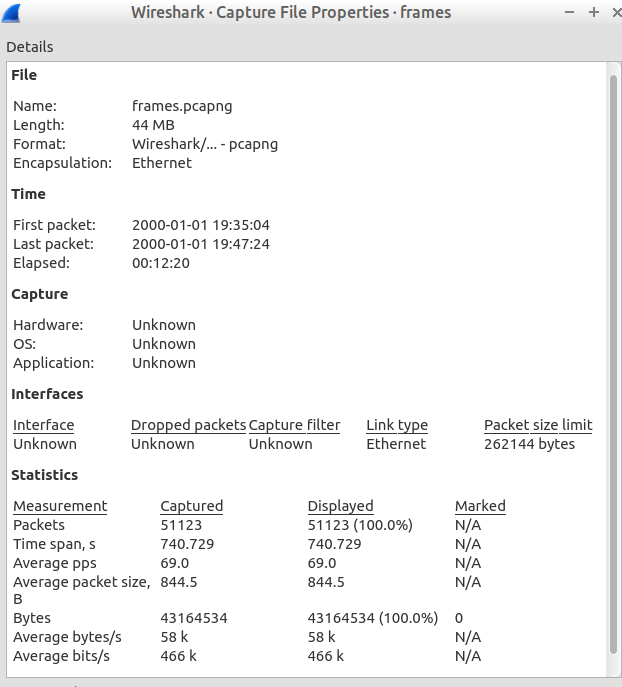 Wireshark · Capture File Properties · frames
Details
File
Name: frames.pcapng
Length: 44 MB
Format: Wireshark/... - pcapng
Encapsulation: Ethernet
Time
First packet: 2000-01-01 19:35:04
Last packet: 2000-01-01 19:47:24
Elapsed: 00:12:20
Capture
Hardware: Unknown
OS: Unknown
Application: Unknown
Interfaces
Interface Dropped packets Capture filter Link type Packet size limit
Unknown Unknown Unknown Ethernet 262144 bytes
Statistics
Measurement Captured Displayed Marked
Packets 51123 51123 (100.0%) N/A
Time span, s 740.729 740.729 N/A
Average pps 69.0 69.0 N/A
Average packet size, 844.5 844.5 N/A
B
Bytes 43164534 43164534 (100.0%) 0
Average bytes/s 58 k 58 k N/A
Average bits/s 466 k 466 k N/A